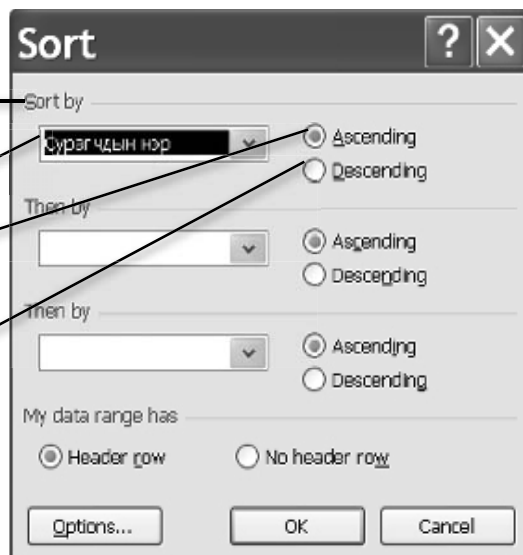 Sort ? X
Sort by
Сурагчдын нэр
Ascending
Descending
Then by
Ascending
Descending
Then by
Ascending
Descending
My data range has
Header row No header row
Options... OK Cancel